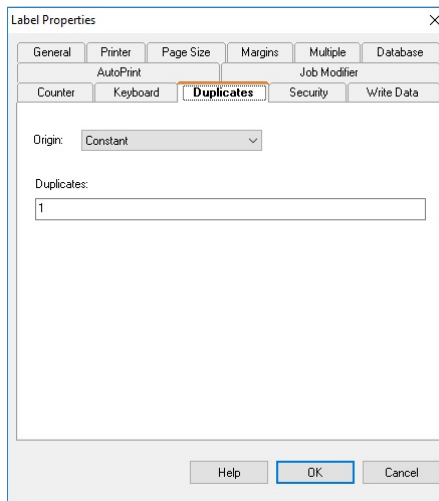 Label Properties
General Printer Page Size Margins Multiple Database
AutoPrint Job Modifier
Counter Keyboard Duplicates Security Write Data
Origin: Constant
Duplicates:
1
Help OK Cancel